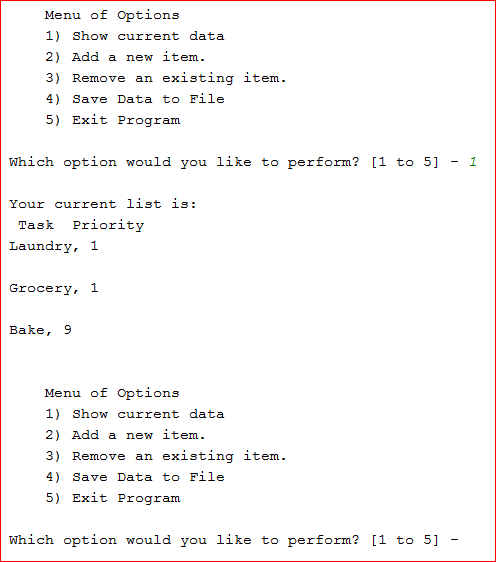 Menu of Options
1) Show current data
2) Add a new item.
3) Remove an existing item.
4) Save Data to File
5) Exit Program
Which option would you like to perform? [1 to 5] - 1
Your current list is:
Task  Priority
Laundry, 1
Grocery, 1
Bake, 9
Menu of Options
1) Show current data
2) Add a new item.
3) Remove an existing item.
4) Save Data to File
5) Exit Program
Which option would you like to perform? [1 to 5] -